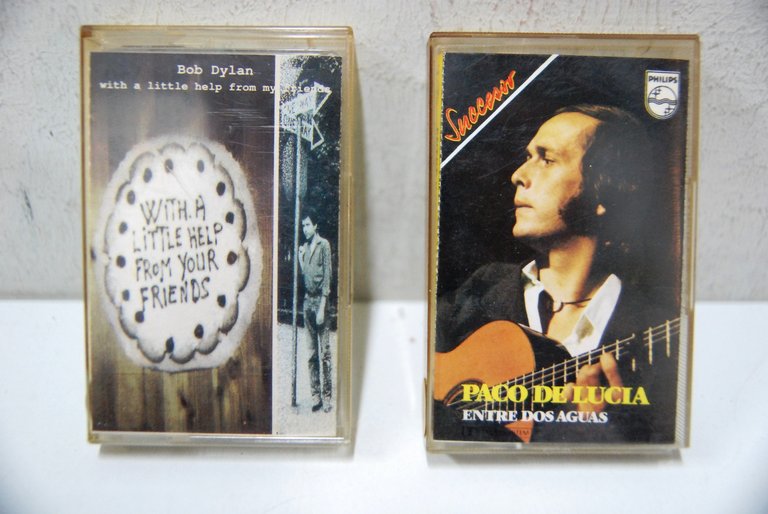 Bob Dylan
with a little help from my friends
WITH.A
LITTLE HELP
FROM YOUR
FRIENDS
Successo
PHILIPS
PACO DE LUCIA
ENTRE DOS AGUAS